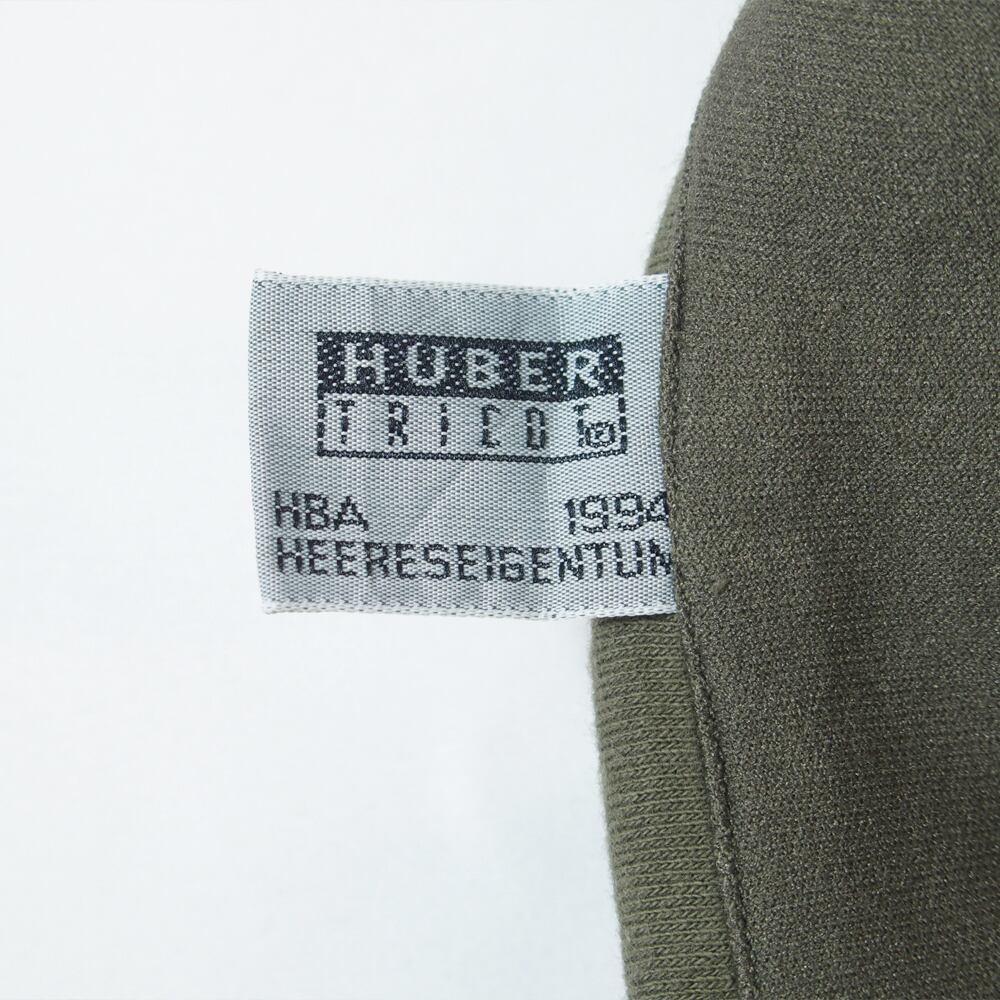 HUBER
TRICOT ®
HBA 1994
HEERESEIGENTUM